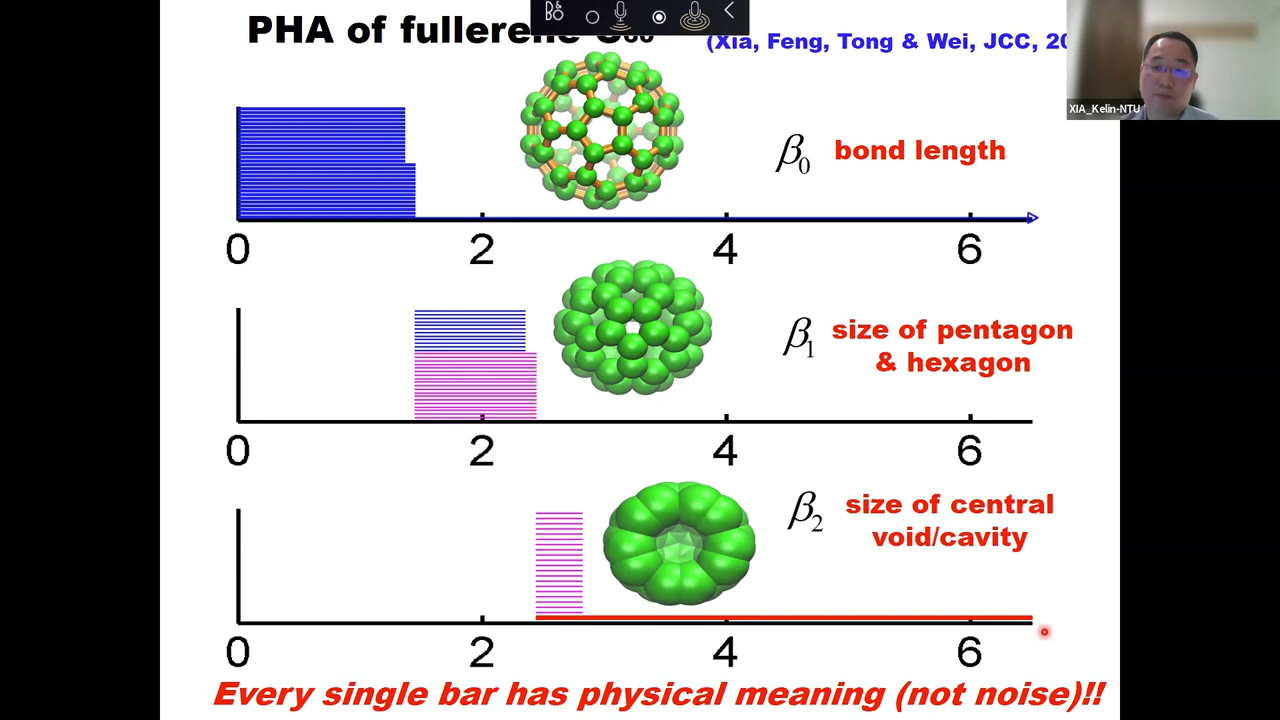 B&O
PHA of fullerene C60
(Xia, Feng, Tong & Wei, JCC, 20
XIA_Kelin-NTU
β0 bond length
0 2 4 6
β1 size of pentagon
& hexagon
0 2 4 6
β2 size of central
void/cavity
0 2 4 6
Every single bar has physical meaning (not noise)!!